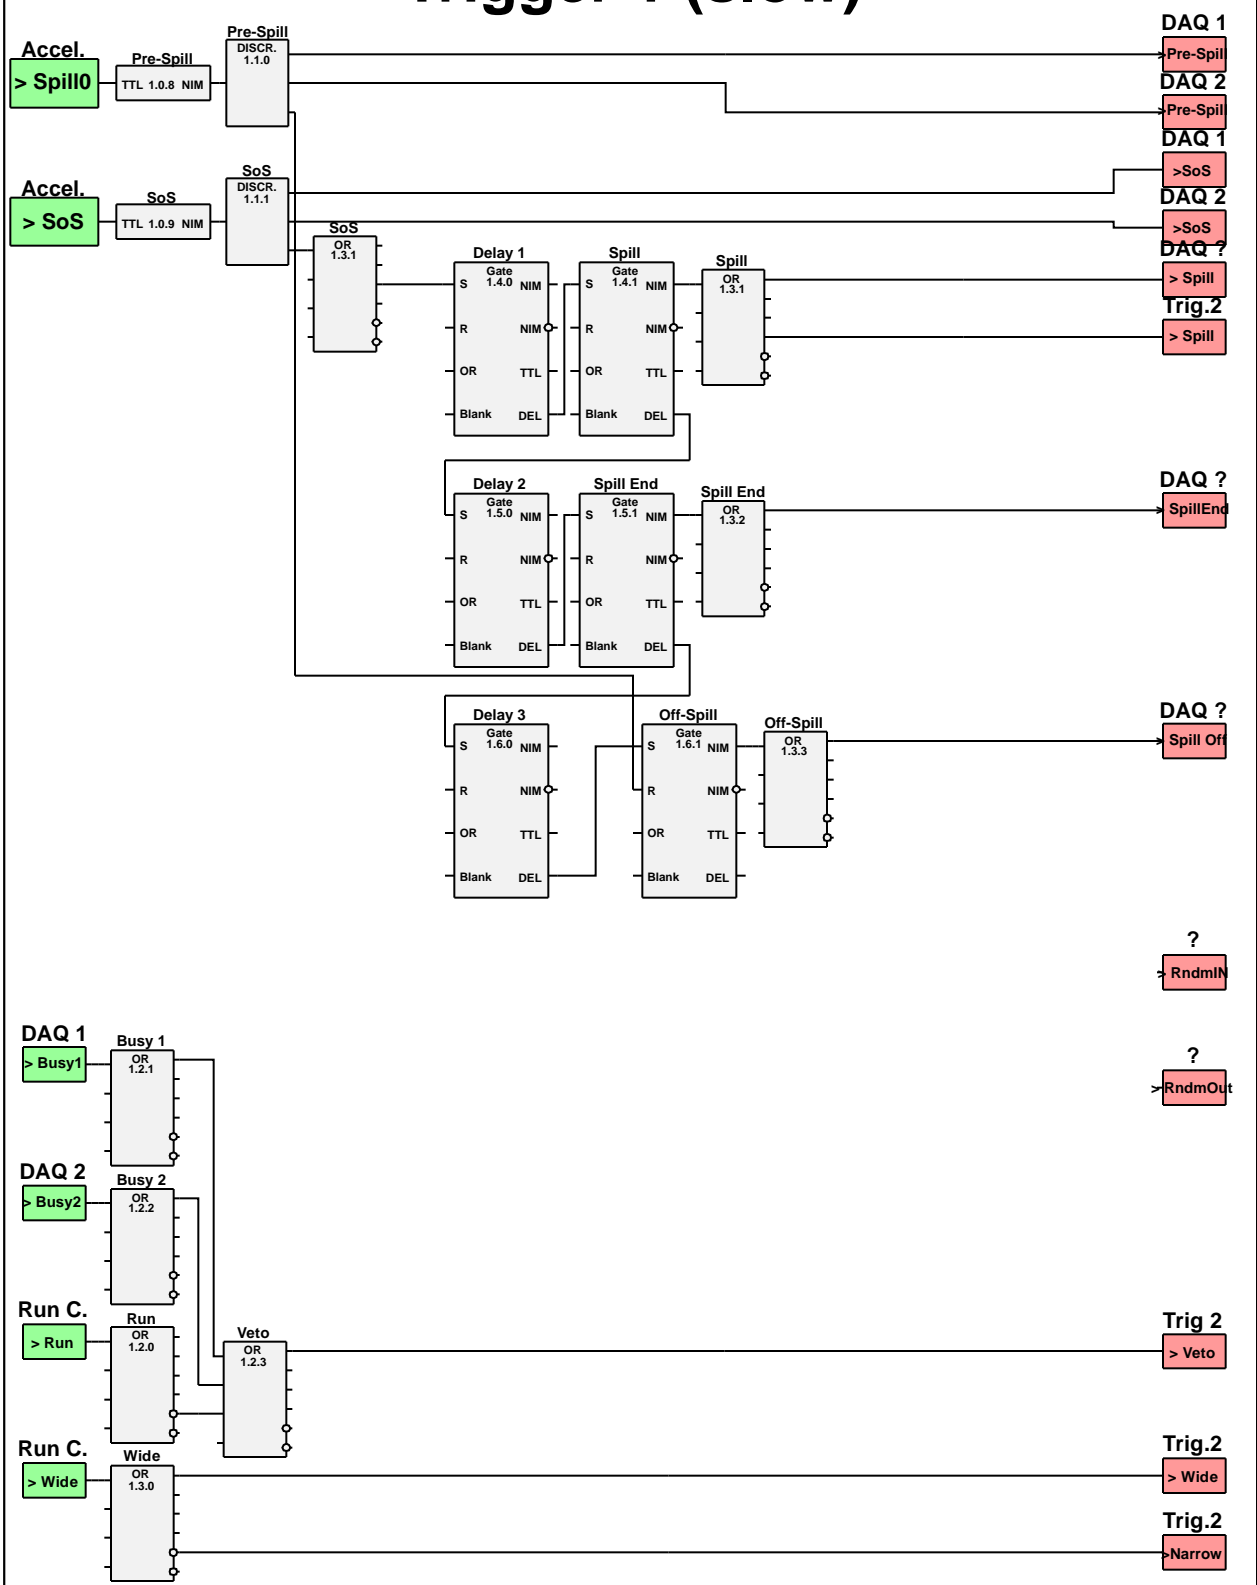 Trigger 1 (slow)
Pre-Spill
DAQ 1
Accel.
> Spill0
Pre-Spill
TTL 1.0.8 NIM
DISCR.
1.1.0
>Pre-Spill
DAQ 2
>Pre-Spill
DAQ 1
>SoS
Accel.
> SoS
SoS
TTL 1.0.9 NIM
SoS
DISCR.
1.1.1
DAQ 2
>SoS
SoS
OR
1.3.1
Delay 1
Gate
1.4.0
S NIM
R NIM
OR TTL
Blank DEL
Spill
Gate
1.4.1
S NIM
R NIM
OR TTL
Blank DEL
Spill
OR
1.3.1
DAQ ?
> Spill
Trig.2
> Spill
Delay 2
Gate
1.5.0
S NIM
R NIM
OR TTL
Blank DEL
Spill End
Gate
1.5.1
S NIM
R NIM
OR TTL
Blank DEL
Spill End
OR
1.3.2
DAQ ?
> SpillEnd
Delay 3
Gate
1.6.0
S NIM
R NIM
OR TTL
Blank DEL
Off-Spill
Gate
1.6.1
S NIM
R NIM
OR TTL
Blank DEL
Off-Spill
OR
1.3.3
DAQ ?
> Spill Off
?
> RndmIN
DAQ 1
> Busy1
Busy 1
OR
1.2.1
?
> RndmOut
DAQ 2
> Busy2
Busy 2
OR
1.2.2
Run C.
> Run
Run
OR
1.2.0
Veto
OR
1.2.3
Trig 2
> Veto
Run C.
> Wide
Wide
OR
1.3.0
Trig.2
> Wide
Trig.2
>Narrow